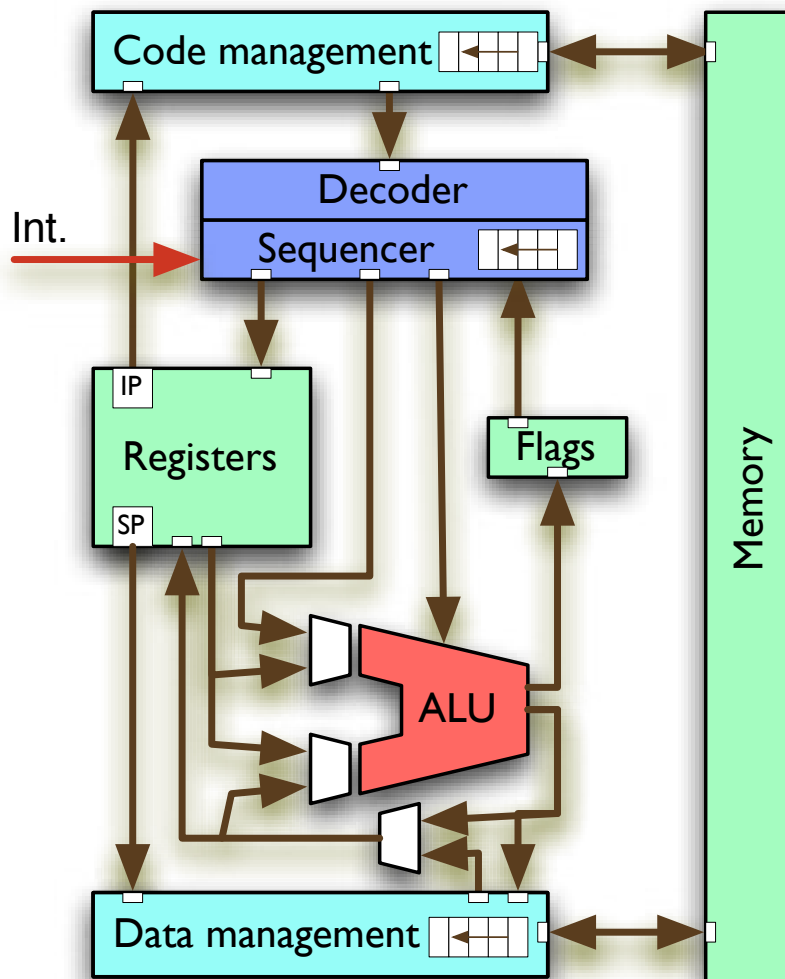 Code management
Decoder
Int.
Sequencer
IP
Registers
Flags
SP
Memory
ALU
Data management